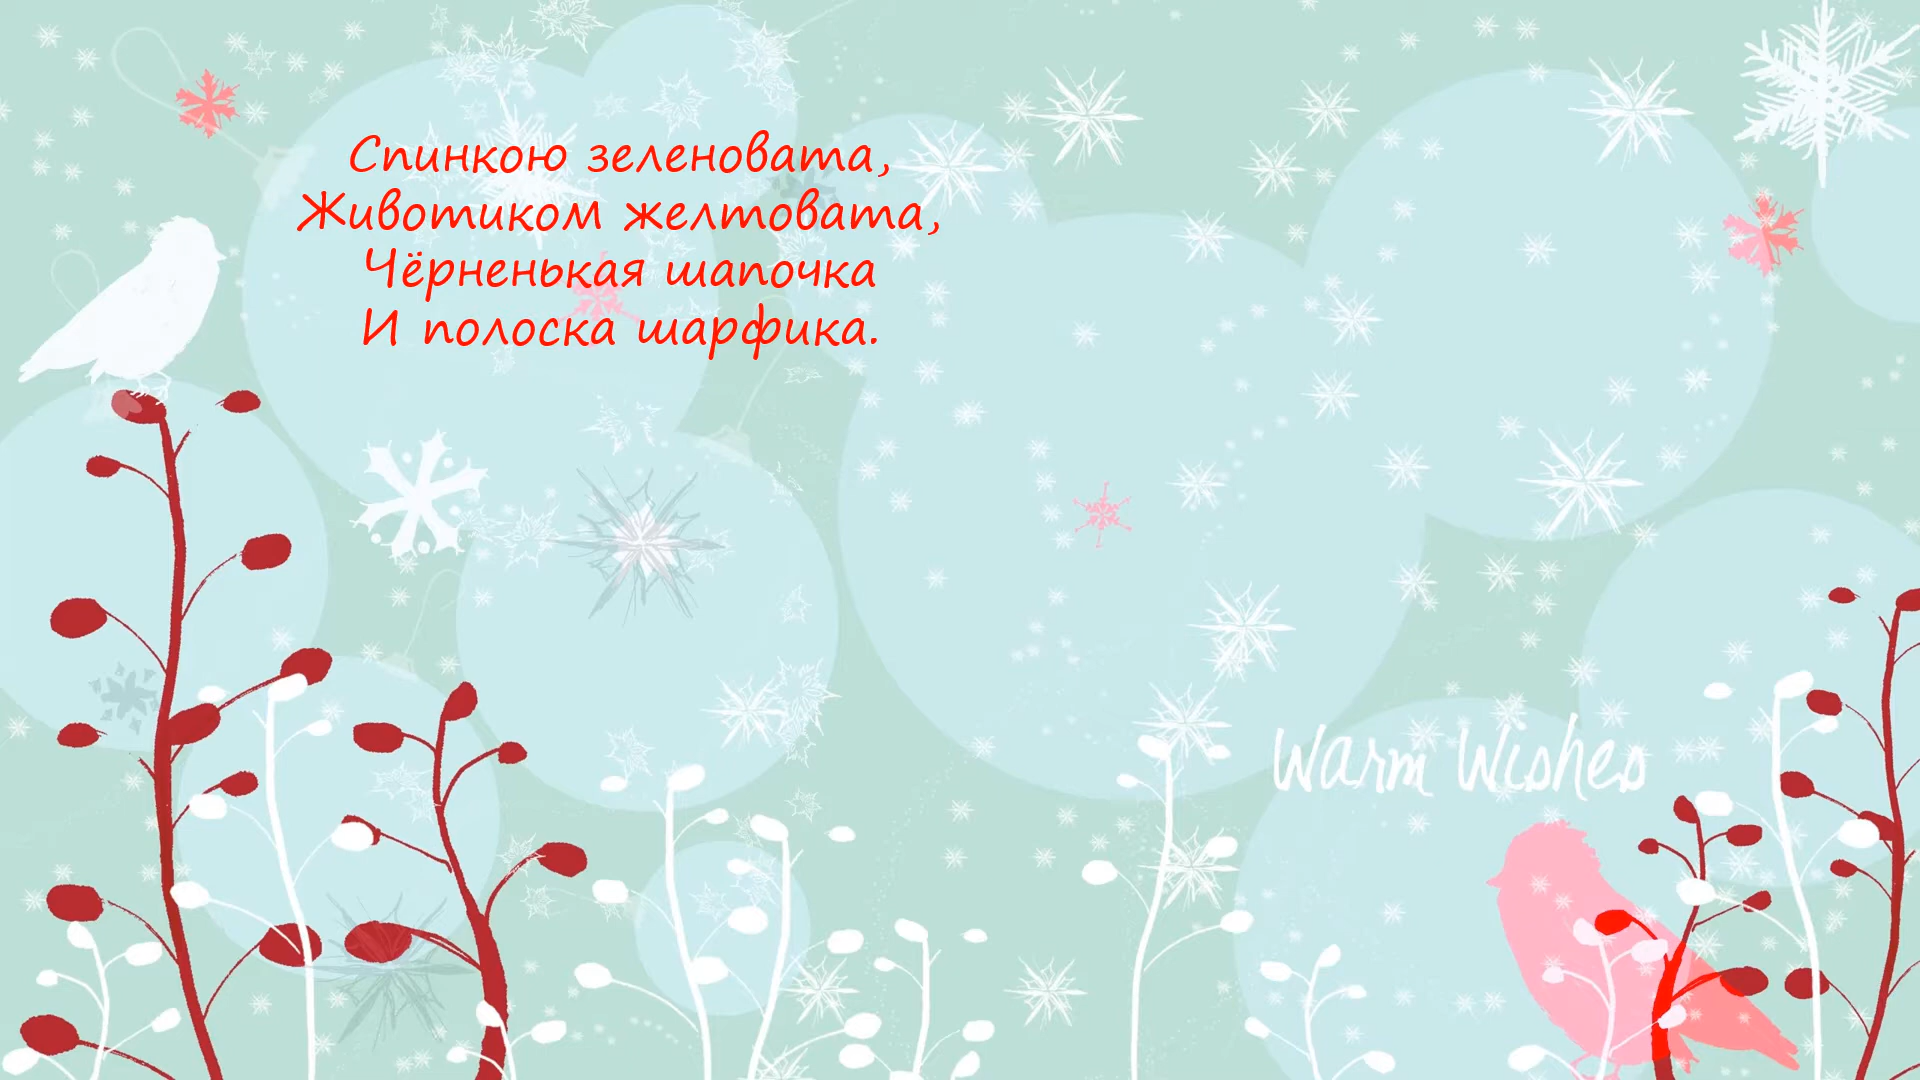 Спинкою зеленовата,
Животиком желтовата,
Чёрненькая шапочка
И полоска шарфика.
Warm Wishes